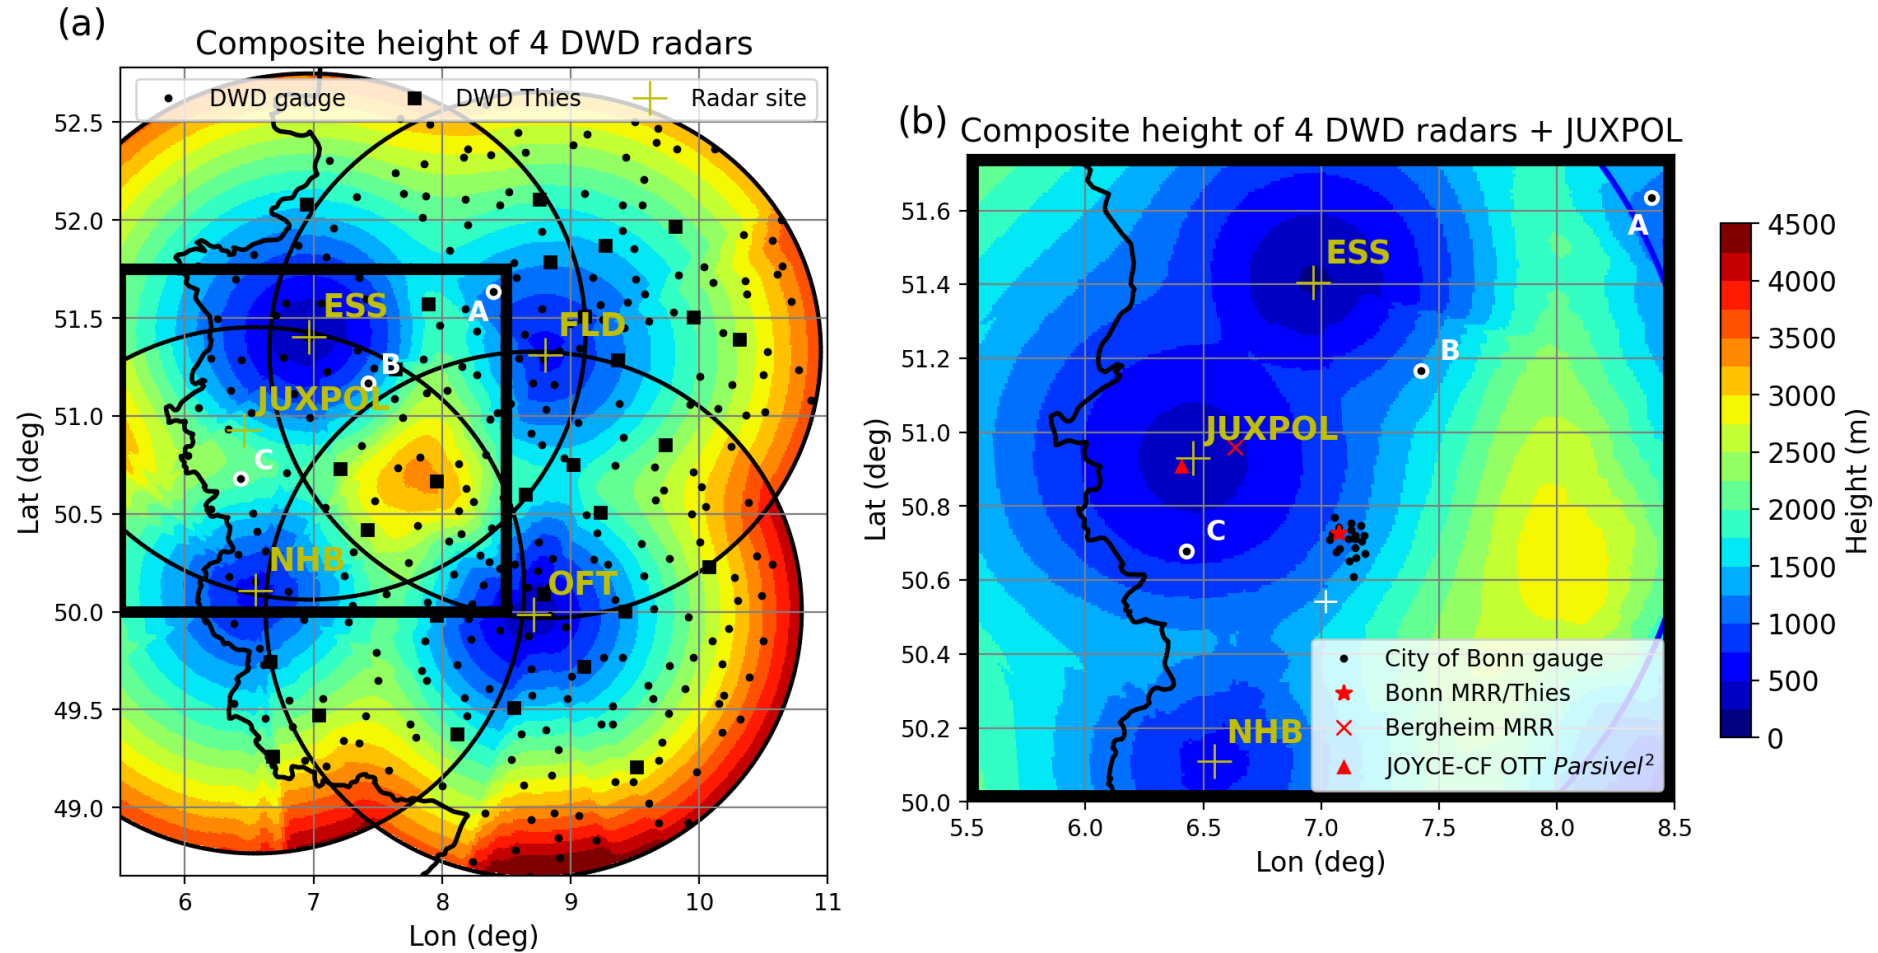 (a)
Composite height of 4 DWD radars
DWD gauge
DWD Thies
Radar site
52.5
52.0
51.5
51.0
50.5
50.0
49.5
49.0
Lat (deg)
ESS
A
FLD
B
JUXPOL
C
NHB
OFT
6
7
8
9
10
11
Lon (deg)
(b)
Composite height of 4 DWD radars + JUXPOL
51.6
51.4
51.2
51.0
50.8
50.6
50.4
50.2
50.0
Lat (deg)
A
ESS
B
JUXPOL
C
NHB
City of Bonn gauge
Bonn MRR/Thies
Bergheim MRR
JOYCE-CF OTT Parsivel²
5.5
6.0
6.5
7.0
7.5
8.0
8.5
Lon (deg)
4500
4000
3500
3000
2500
2000
1500
1000
500
0
Height (m)